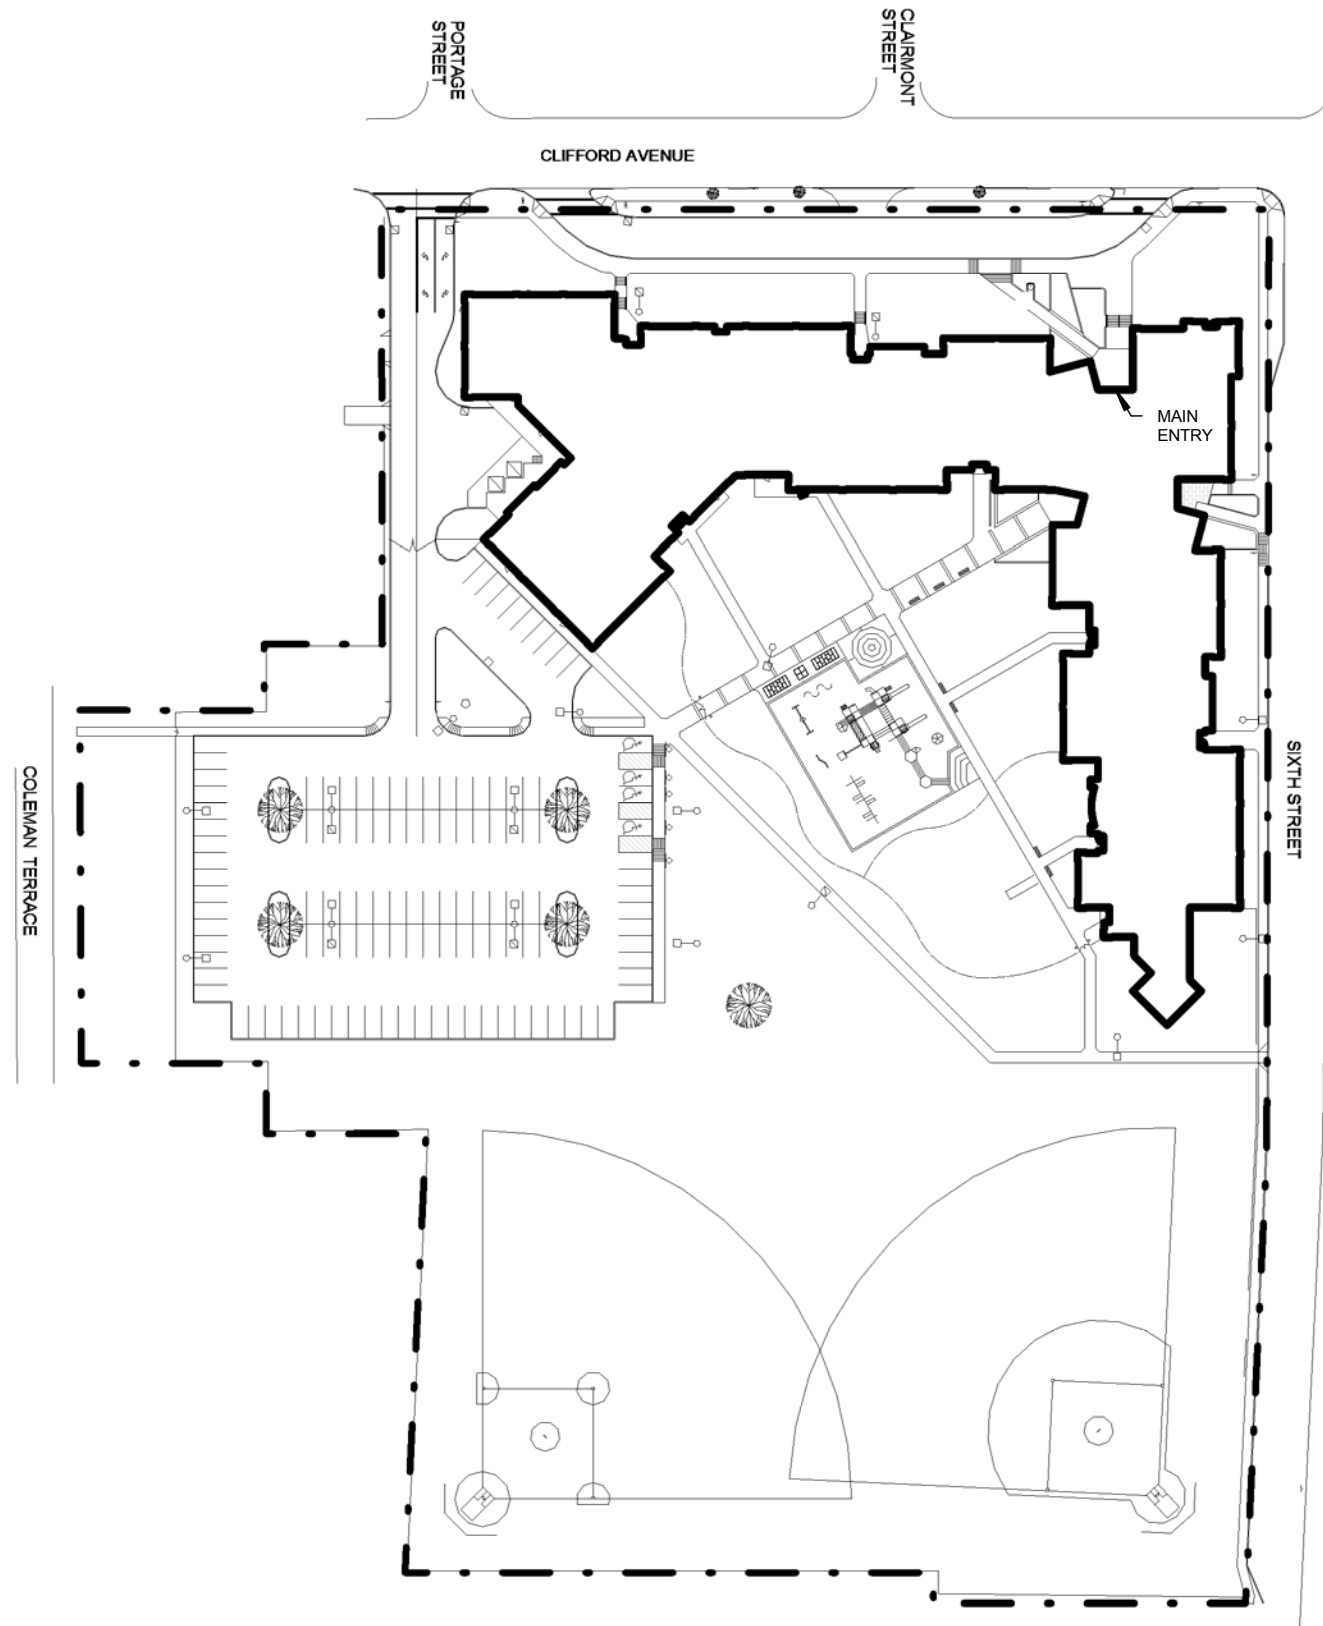 PORTAGE
STREET
CLAIRMONT
STREET
CLIFFORD AVENUE
MAIN
ENTRY
SIXTH STREET
COLEMAN TERRACE